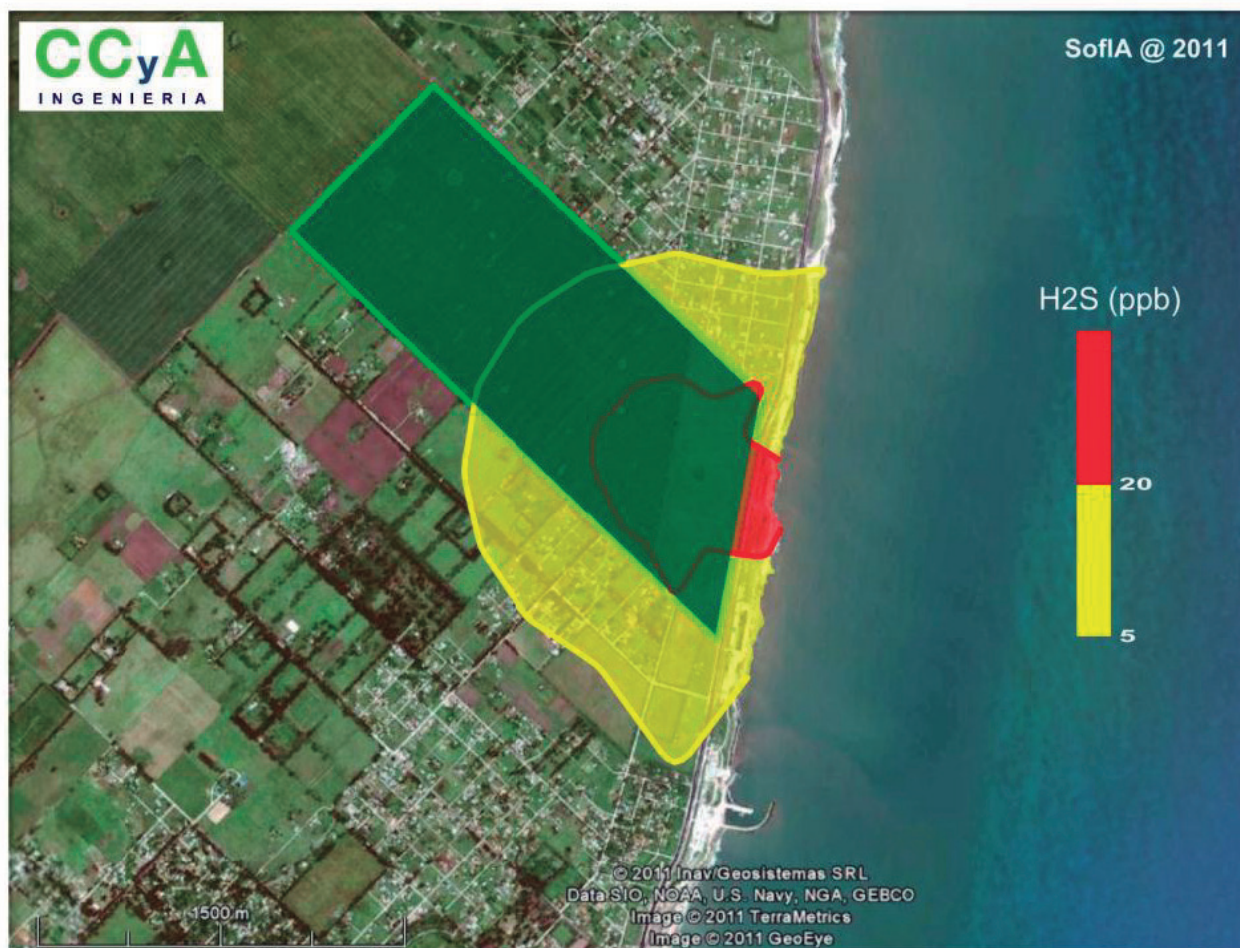 CCyA
INGENIERIA
SofIA @ 2011
H2S (ppb)
20
5
1500 m
© 2011 Inav/Geosistemas SRL
Data SIO, NOAA, U.S. Navy, NGA, GEBCO
Image © 2011 TerraMetrics
Image © 2011 GeoEye